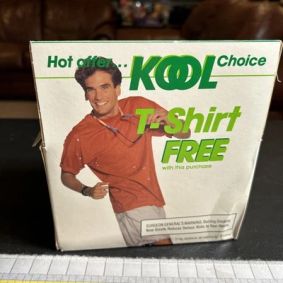 Hot offer...
KOOL
Choice
T-Shirt
FREE
with this purchase
SURGEON GENERAL'S WARNING: Quitting Smoking
Now Greatly Reduces Serious Risks to Your Health.